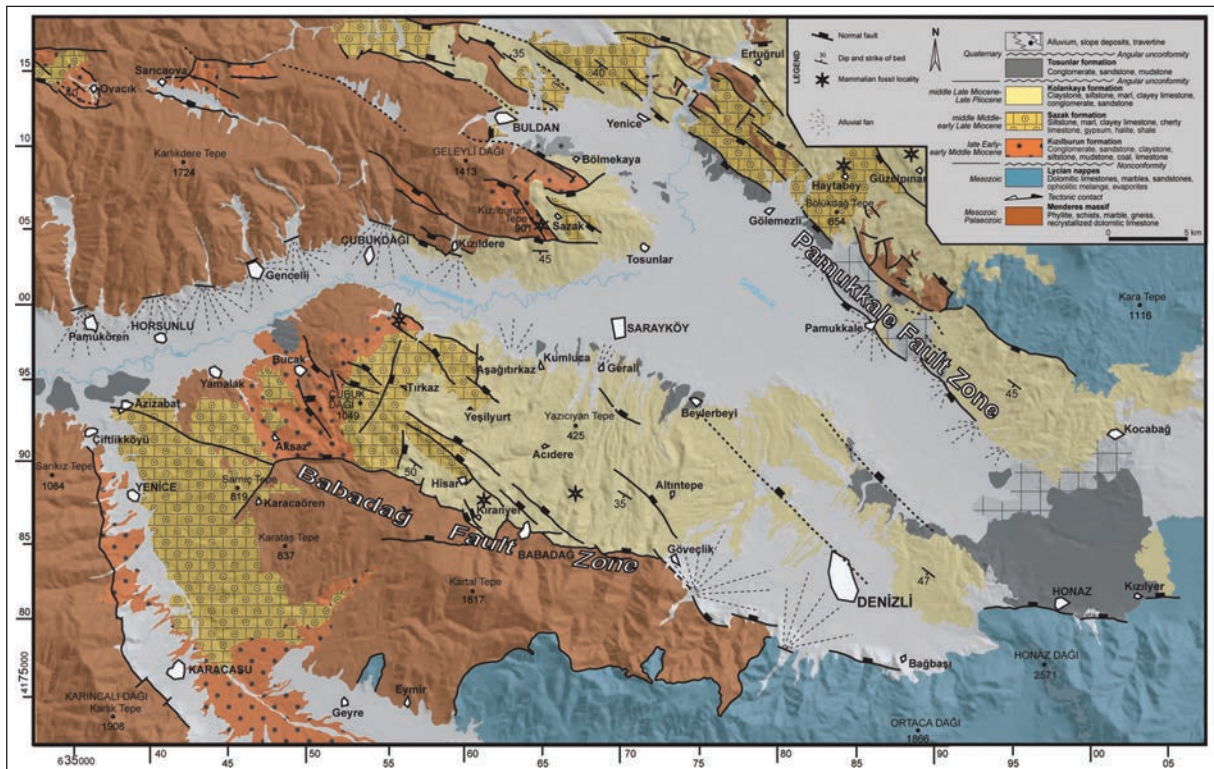 LEGEND
Normal fault
Dip and strike of bed
Mammalian fossil locality
Alluvial fan
N
Alluvium, slope deposits, travertine
Quaternary
Angular unconformity
Tosunlar formation
Conglomerate, sandstone, mudstone
Angular unconformity
middle Late Miocene-
Late Pliocene
Kolankaya formation
Claystone, siltstone, marl, clayey limestone,
conglomerate, sandstone
middle Middle-
early Late Miocene
Sazak formation
Siltstone, marl, clayey limestone, cherty
limestone, gypsum, halite, shale
late Early-
early Middle Miocene
Kızılburun formation
Conglomerate, sandstone, claystone,
siltstone, mudstone, coal, limestone
Nonconformity
Mesozoic
Lycian nappes
Dolomitic limestones, marbles, sandstones,
ophiolitic melange, evaporites
Tectonic contact
Mesozoic
Palaeozoic
Menderes massif
Phyllite, schists, marble, gneiss,
recrystallized dolomitic limestone
0 5 km
15
10
05
00
95
90
85
80
4175000
635000
40
45
50
55
60
65
70
75
80
85
90
95
00
05
Sarıcaova
Ovacık
Karlıkdere Tepe
1724
35
40
Ertuğrul
BULDAN
Yenice
GELEYLİ DAĞI
1413
Bölmekaya
Kızılburun
Tepe
901
Sazak
45
Kızıldere
ÇUBUKDAĞI
Gencelli
Tosunlar
Gölemezli
Haytabey
Güzelpınar
Bölükdağ Tepe
654
Pamukkale Fault Zone
Pamukkale
Kara Tepe
1116
45
Kocabağ
Pamukören
HORSUNLU
SARAYKÖY
Bucak
Yamalak
ÇUBUK
DAĞI
1049
Tırkaz
Aşağıtırkaz
Kumluca
Gerali
Yeşilyurt
Yazıcıyan Tepe
425
Beylerbeyi
Acıdere
Azizabat
Çiftlikköyü
Aksaz
Sarıkız Tepe
1084
YENİCE
Sarnıç Tepe
819
Karacaören
50
Hisar
Kıranyer
Altıntepe
35
Babadağ Fault Zone
BABADAĞ
Göveçlik
Karataş Tepe
837
Kartal Tepe
1817
DENİZLİ
47
HONAZ
Kızılyer
KARACASU
Bağbaşı
HONAZ DAĞI
2571
KARINCALI DAĞI
Karlık Tepe
1908
Geyre
Eymir
ORTACA DAĞI
1866